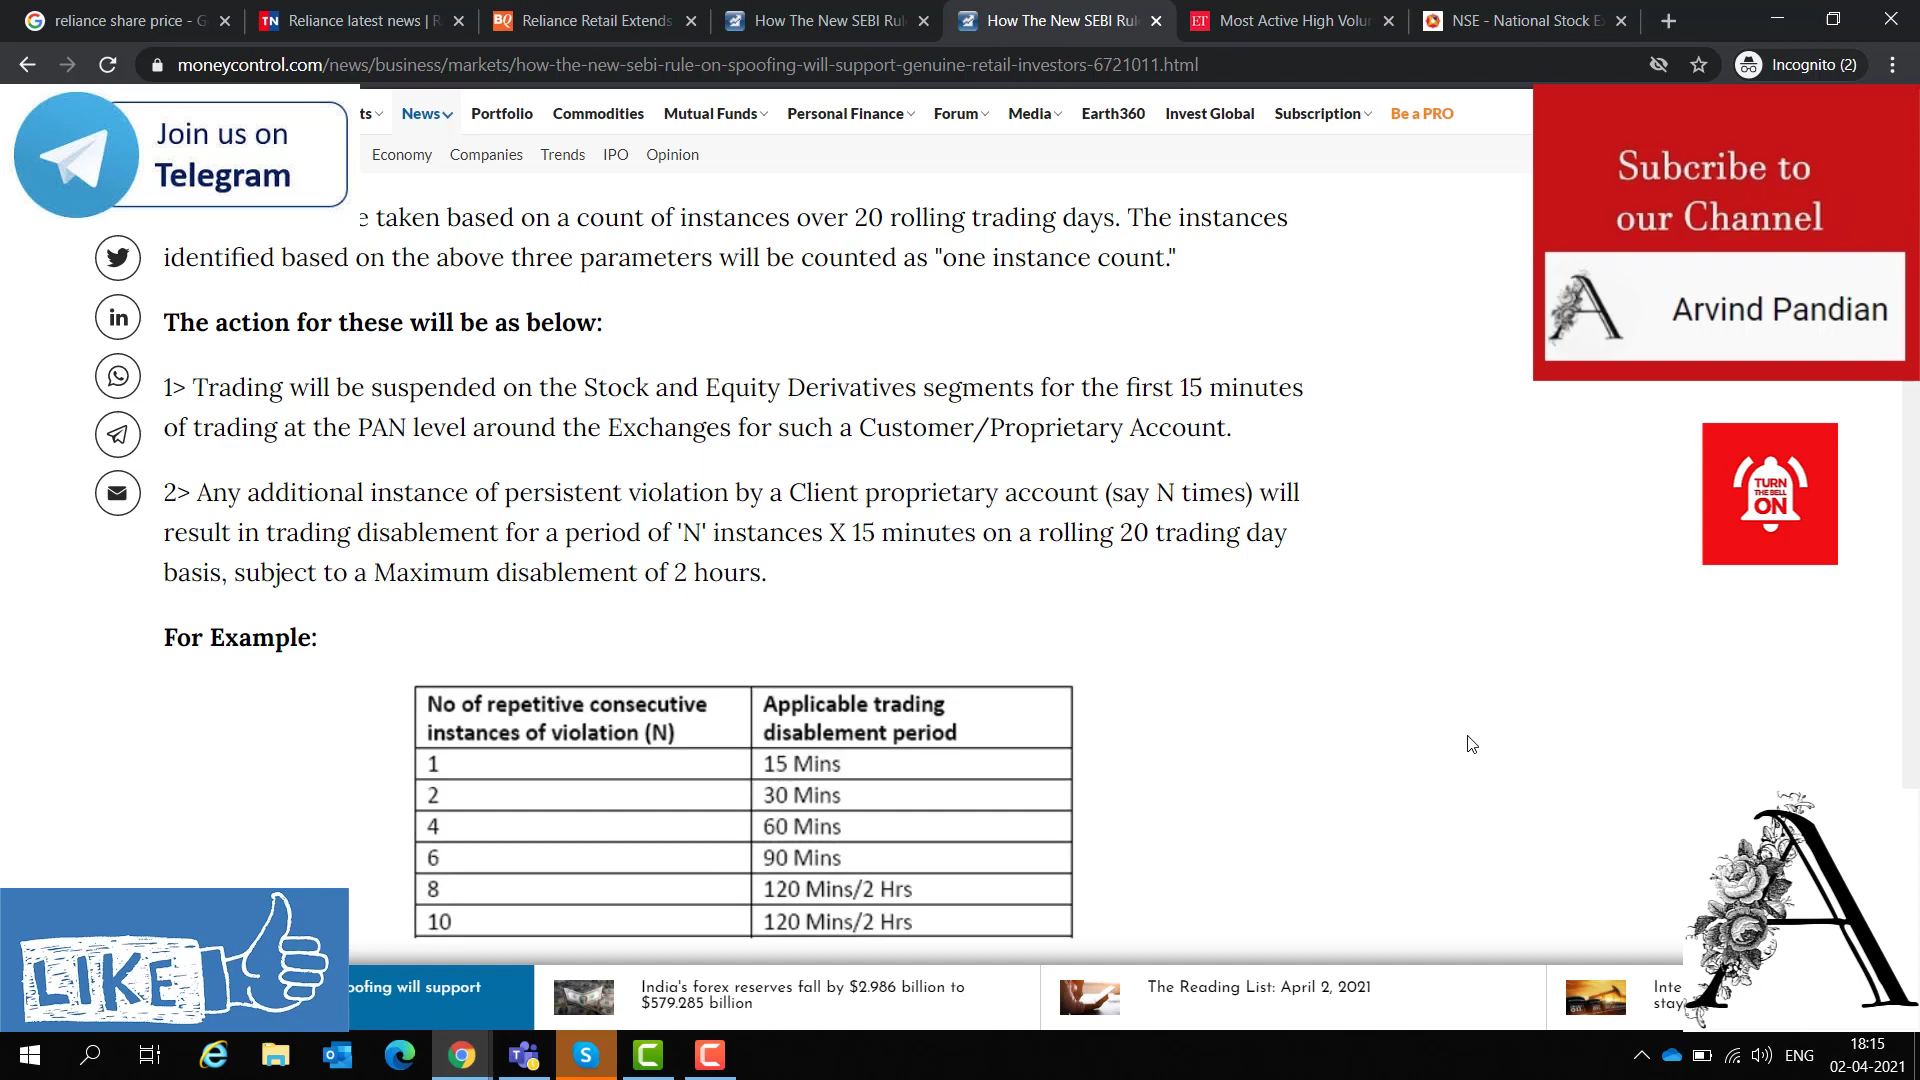 reliance share price - G
Reliance latest news | R
Reliance Retail Extends
How The New SEBI Rul
How The New SEBI Rul
Most Active High Volu
NSE - National Stock E
moneycontrol.com/news/business/markets/how-the-new-sebi-rule-on-spoofing-will-support-genuine-retail-investors-6721011.html
Incognito (2)
Join us on
Telegram
ts News Portfolio Commodities Mutual Funds Personal Finance Forum Media Earth360 Invest Global Subscription Be a PRO
Economy Companies Trends IPO Opinion
Subcribe to
our Channel
Arvind Pandian
e taken based on a count of instances over 20 rolling trading days. The instances
identified based on the above three parameters will be counted as "one instance count."
The action for these will be as below:
1> Trading will be suspended on the Stock and Equity Derivatives segments for the first 15 minutes
of trading at the PAN level around the Exchanges for such a Customer/Proprietary Account.
2> Any additional instance of persistent violation by a Client proprietary account (say N times) will
result in trading disablement for a period of 'N' instances X 15 minutes on a rolling 20 trading day
basis, subject to a Maximum disablement of 2 hours.
TURN
THE BELL
ON
For Example:
No of repetitive consecutive
instances of violation (N)
Applicable trading
disablement period
1 15 Mins
2 30 Mins
4 60 Mins
6 90 Mins
8 120 Mins/2 Hrs
10 120 Mins/2 Hrs
LIKE
A
oofing will support
India's forex reserves fall by $2.986 billion to
$579.285 billion
The Reading List: April 2, 2021
Inte
stay
ENG
18:15
02-04-2021